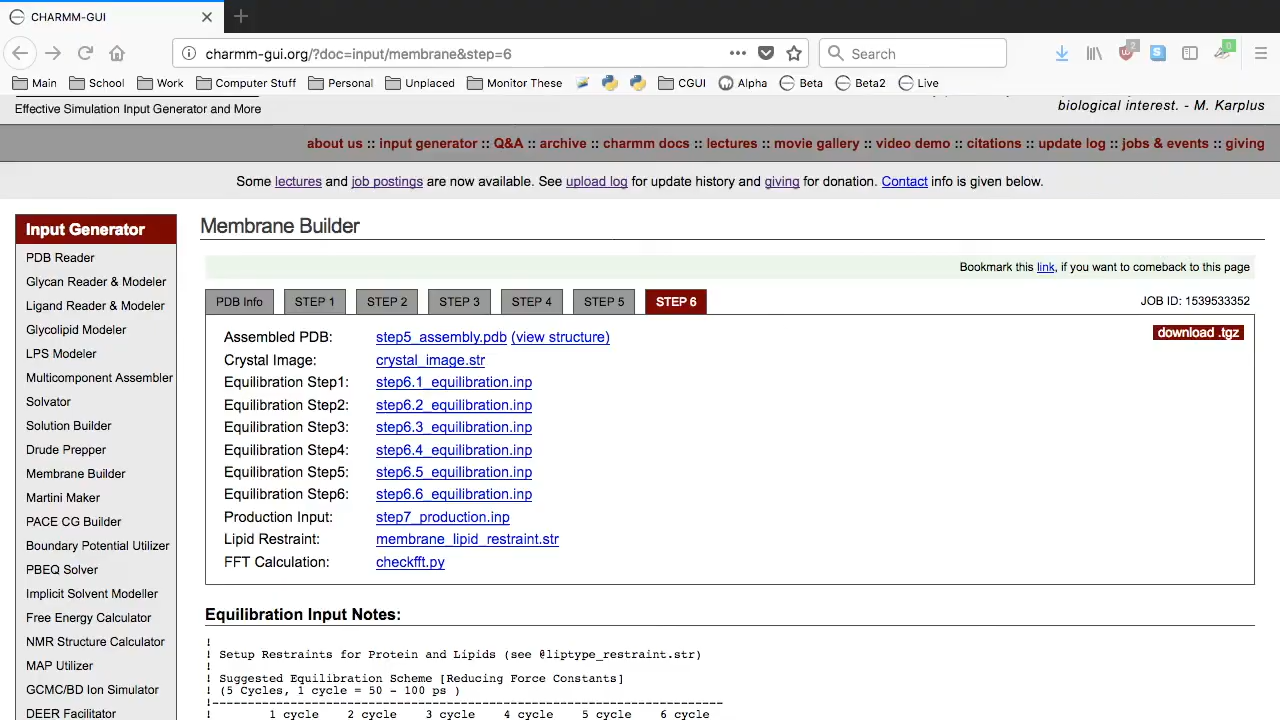 CHARMM-GUI
charmm-gui.org/?doc=input/membrane&step=6
Search
2
S
0
Main
School
Work
Computer Stuff
Personal
Unplaced
Monitor These
CGUI
Alpha
Beta
Beta2
Live
Effective Simulation Input Generator and More
biological interest. - M. Karplus
about us :: input generator :: Q&A :: archive :: charmm docs :: lectures :: movie gallery :: video demo :: citations :: update log :: jobs & events :: giving
Some lectures and job postings are now available. See upload log for update history and giving for donation. Contact info is given below.
Input Generator
PDB Reader
Glycan Reader & Modeler
Ligand Reader & Modeler
Glycolipid Modeler
LPS Modeler
Multicomponent Assembler
Solvator
Solution Builder
Drude Prepper
Membrane Builder
Martini Maker
PACE CG Builder
Boundary Potential Utilizer
PBEQ Solver
Implicit Solvent Modeller
Free Energy Calculator
NMR Structure Calculator
MAP Utilizer
GCMC/BD Ion Simulator
DEER Facilitator
Membrane Builder
Bookmark this link, if you want to comeback to this page
PDB Info
STEP 1
STEP 2
STEP 3
STEP 4
STEP 5
STEP 6
JOB ID: 1539533352
download .tgz
Assembled PDB: step5_assembly.pdb (view structure)
Crystal Image: crystal_image.str
Equilibration Step1: step6.1_equilibration.inp
Equilibration Step2: step6.2_equilibration.inp
Equilibration Step3: step6.3_equilibration.inp
Equilibration Step4: step6.4_equilibration.inp
Equilibration Step5: step6.5_equilibration.inp
Equilibration Step6: step6.6_equilibration.inp
Production Input: step7_production.inp
Lipid Restraint: membrane_lipid_restraint.str
FFT Calculation: checkfft.py
Equilibration Input Notes:
!
! Setup Restraints for Protein and Lipids (see @liptype_restraint.str)
!
! Suggested Equilibration Scheme [Reducing Force Constants]
! (5 Cycles, 1 cycle = 50 - 100 ps )
!-----------------------------------------------------------------
! 1 cycle 2 cycle 3 cycle 4 cycle 5 cycle 6 cycle